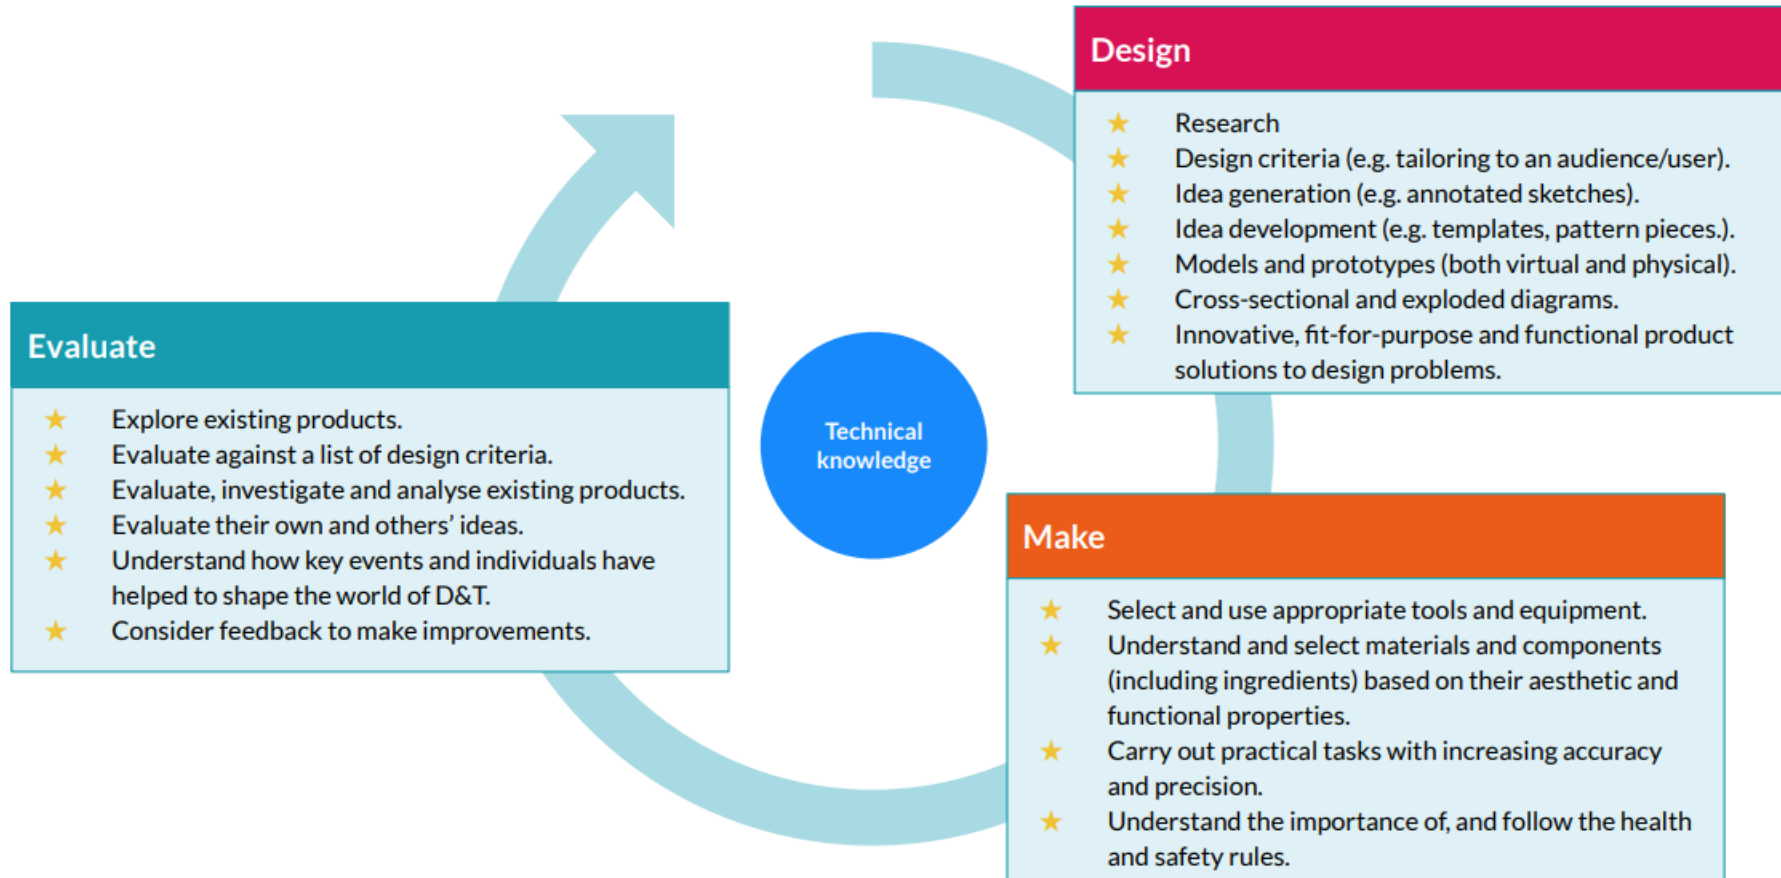 Design
Research
Design criteria (e.g. tailoring to an audience/user).
Idea generation (e.g. annotated sketches).
Idea development (e.g. templates, pattern pieces.).
Models and prototypes (both virtual and physical).
Cross-sectional and exploded diagrams.
Innovative, fit-for-purpose and functional product
solutions to design problems.
Make
Select and use appropriate tools and equipment.
Understand and select materials and components
(including ingredients) based on their aesthetic and
functional properties.
Carry out practical tasks with increasing accuracy
and precision.
Understand the importance of, and follow the health
and safety rules.
Evaluate
Explore existing products.
Evaluate against a list of design criteria.
Evaluate, investigate and analyse existing products.
Evaluate their own and others’ ideas.
Understand how key events and individuals have
helped to shape the world of D&T.
Consider feedback to make improvements.
Technical
knowledge